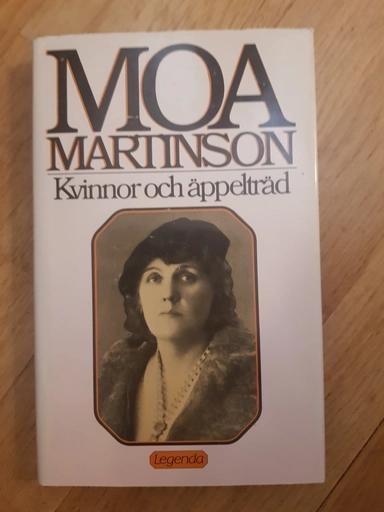 MOA
MARTINSON
Kvinnor och äppelträd
Legenda